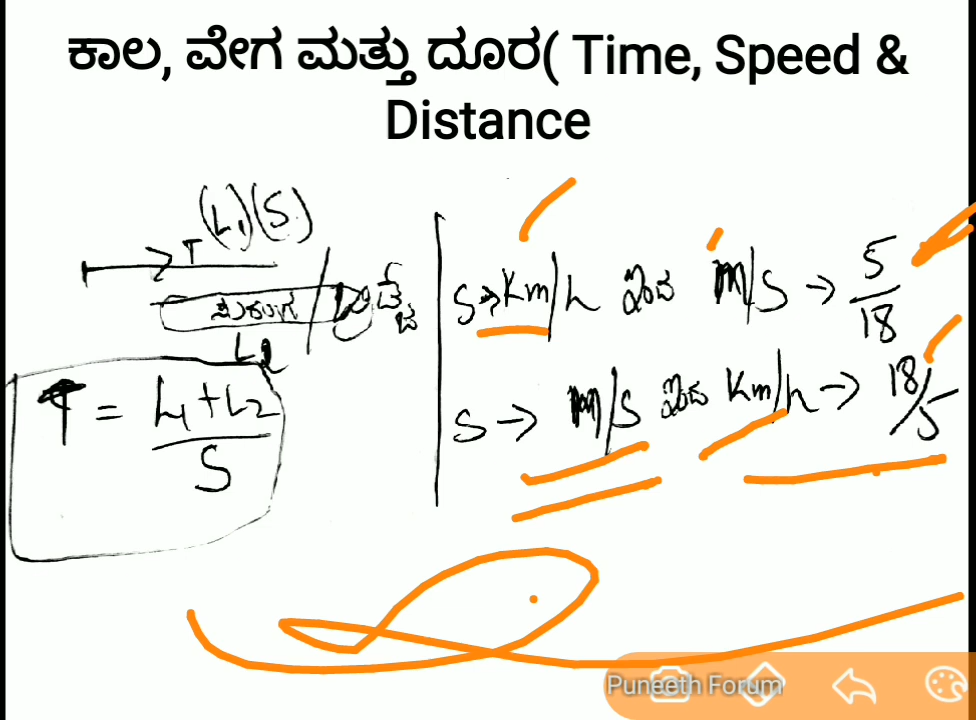 ಕಾಲ, ವೇಗ ಮತ್ತು ದೂರ( Time, Speed &
Distance
(L1)(S)
T
ಸುರಂಗ /
L2
T = L1+L2
S
S → Km/h ಇಂದ m/s → 5/18
S → m/s ಇಂದ Km/h → 18/5
Puneeth Forum